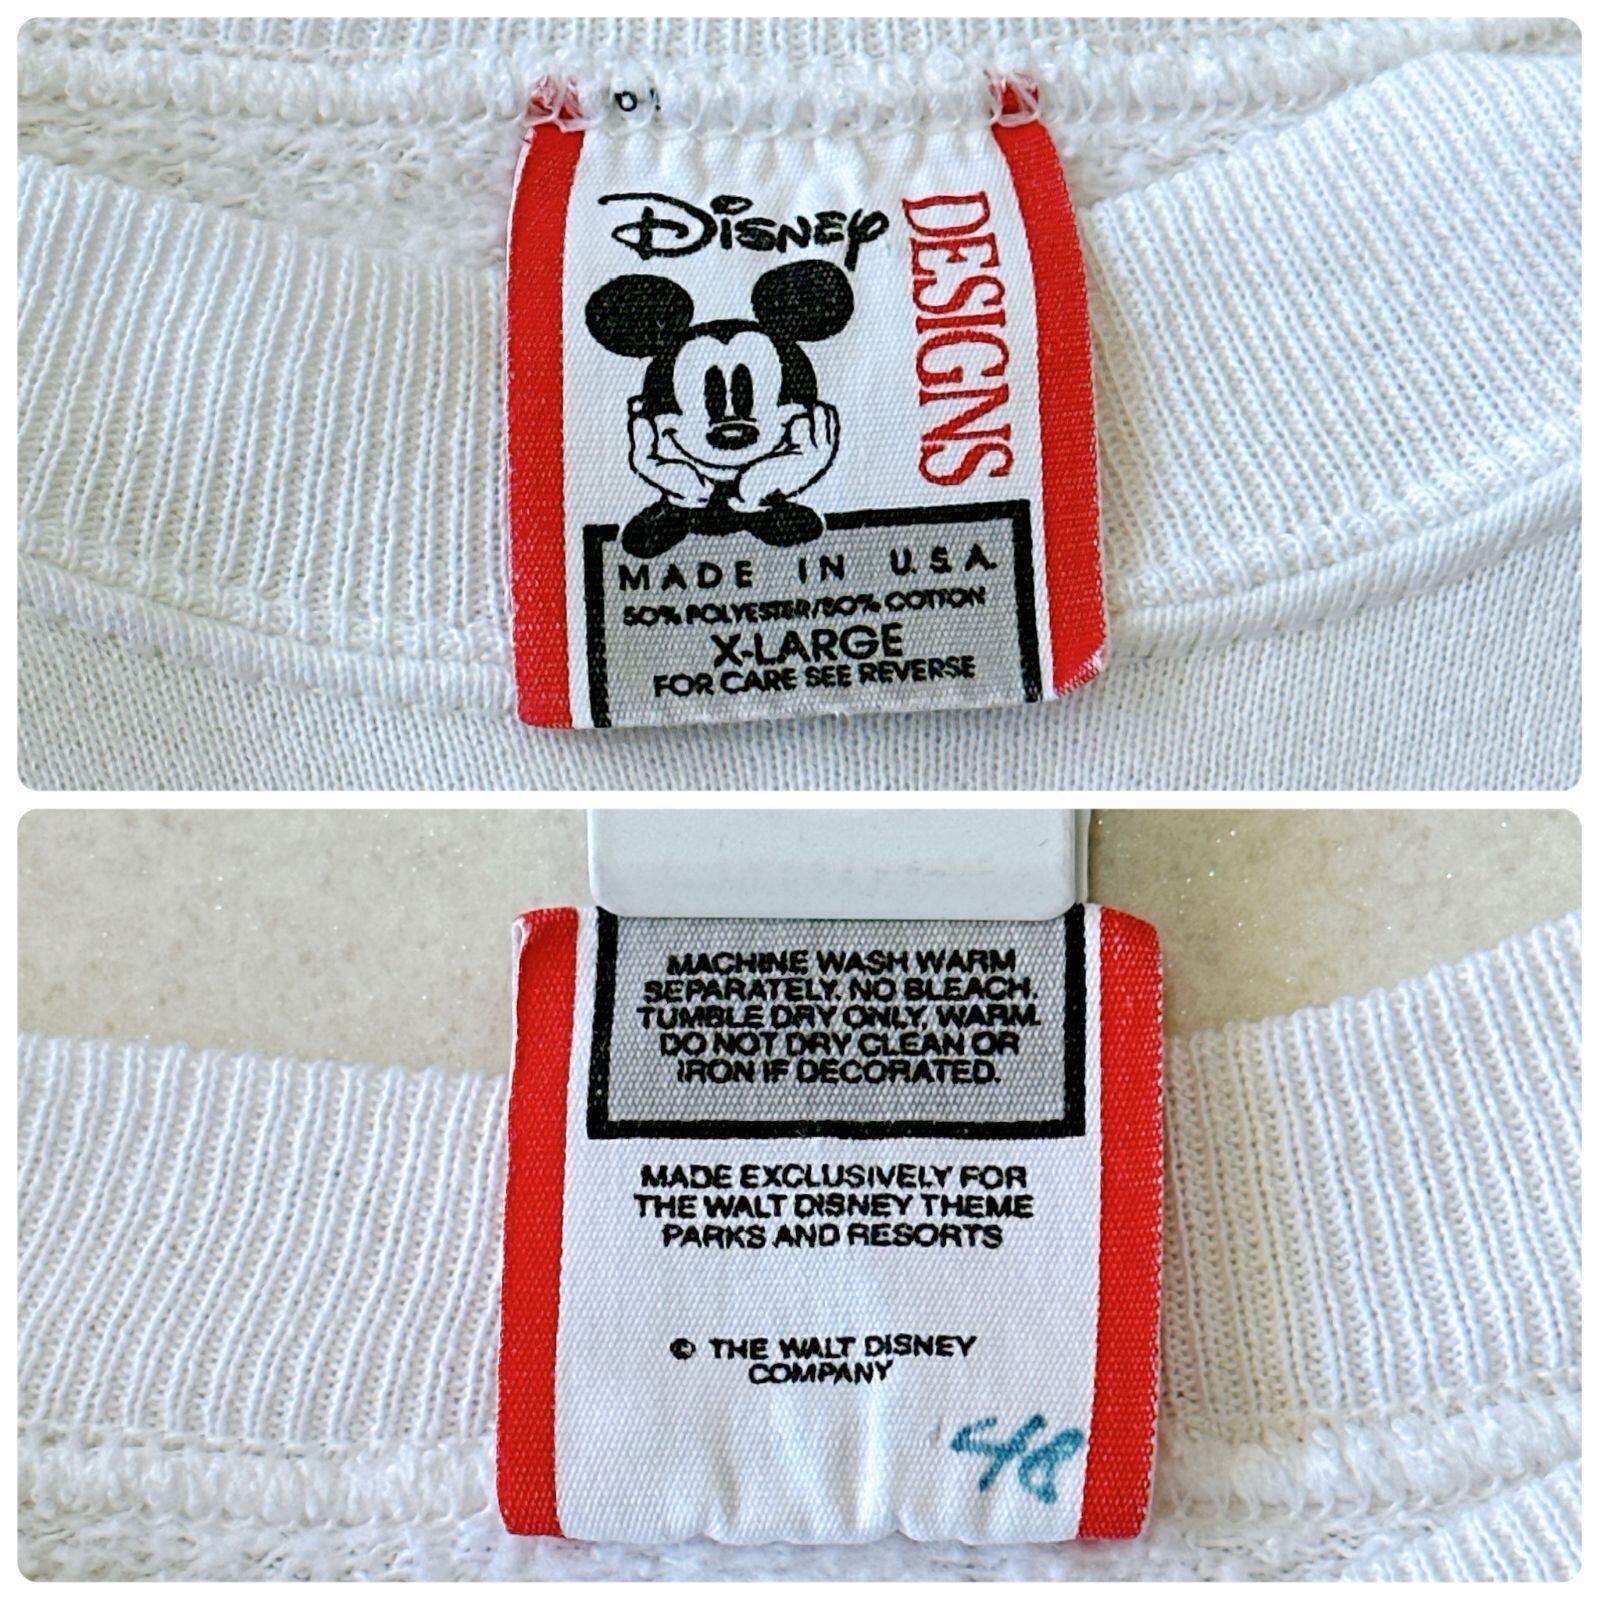 DISNEY
DESIGNS
MADE IN U.S.A.
50% POLYESTER/50% COTTON
X-LARGE
FOR CARE SEE REVERSE
MACHINE WASH WARM
SEPARATELY. NO BLEACH.
TUMBLE DRY ONLY, WARM.
DO NOT DRY CLEAN OR
IRON IF DECORATED.
MADE EXCLUSIVELY FOR
THE WALT DISNEY THEME
PARKS AND RESORTS
© THE WALT DISNEY
COMPANY